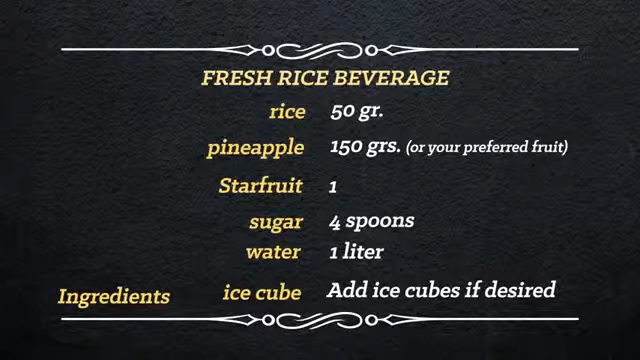 FRESH RICE BEVERAGE
rice 50 gr.
pineapple 150 grs. (or your preferred fruit)
Starfruit 1
sugar 4 spoons
water 1 liter
Ingredients ice cube Add ice cubes if desired